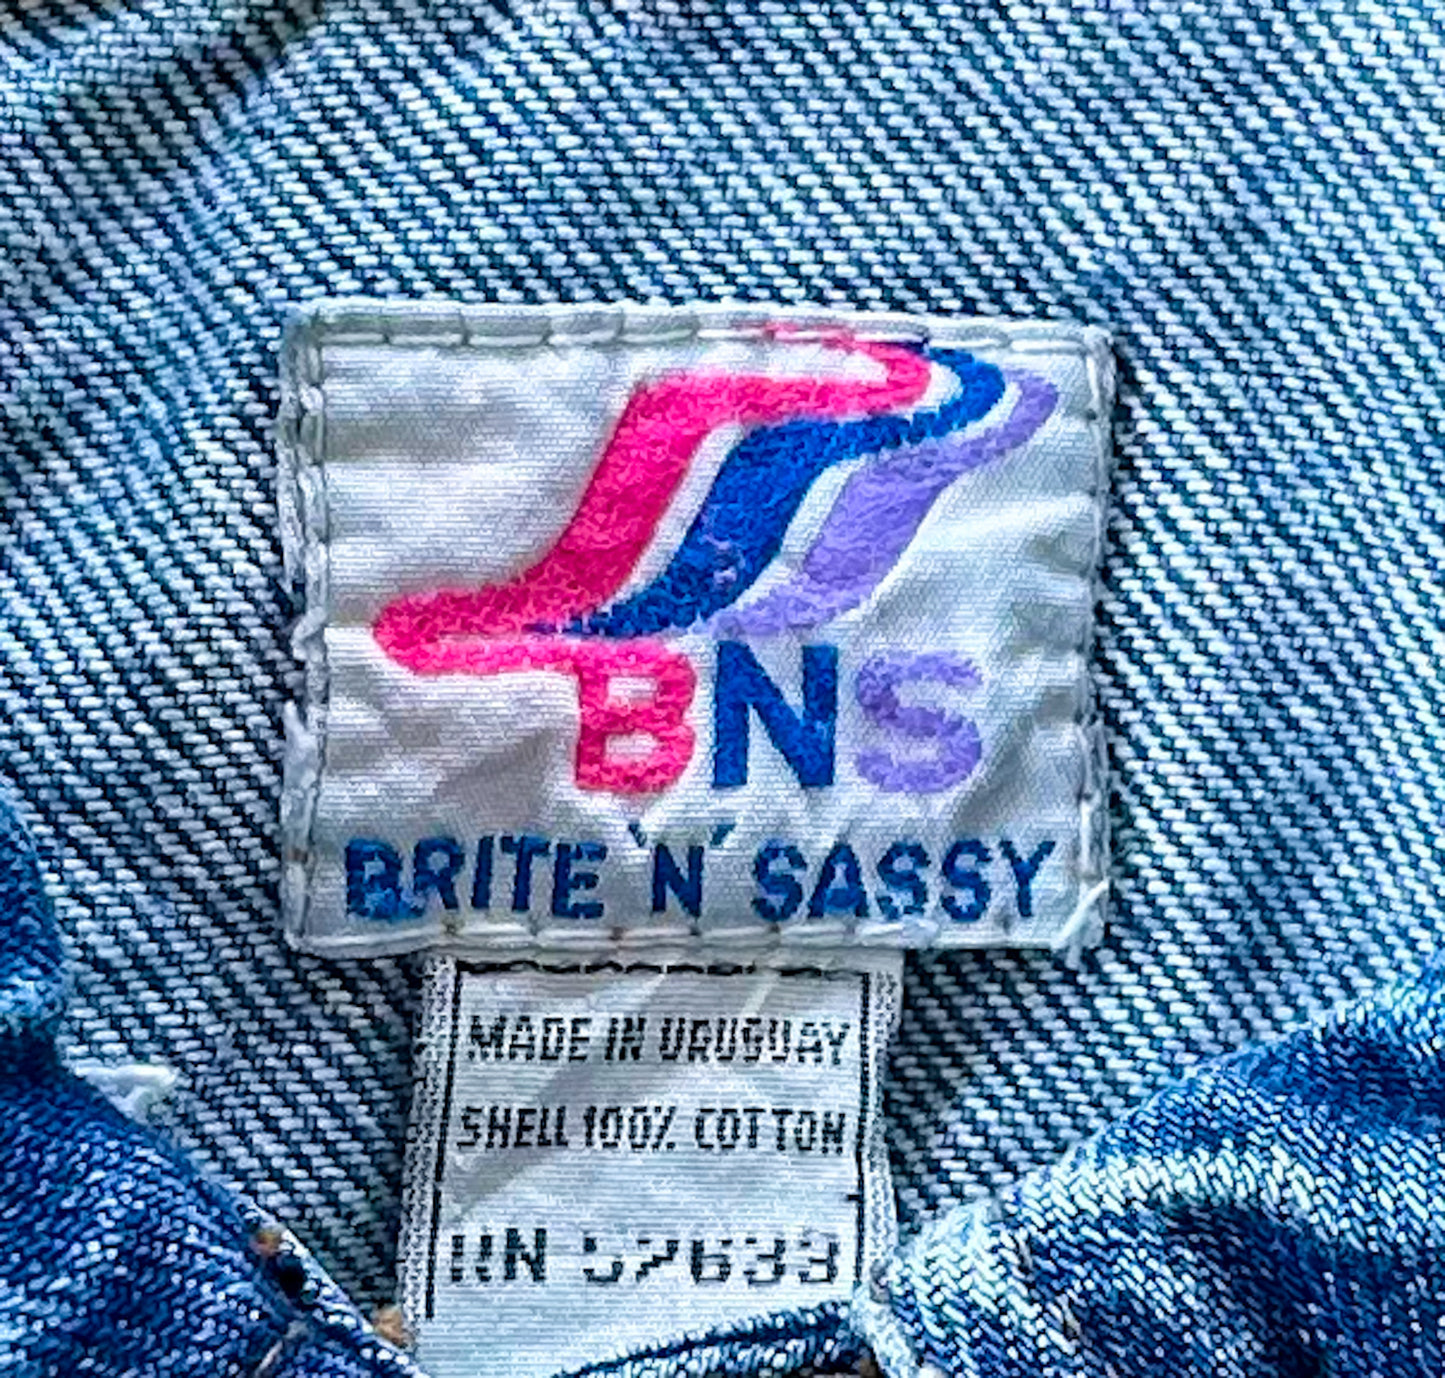 BNS
BRITE 'N' SASSY
MADE IN URUGUAY
SHELL 100% COTTON
RN 57633